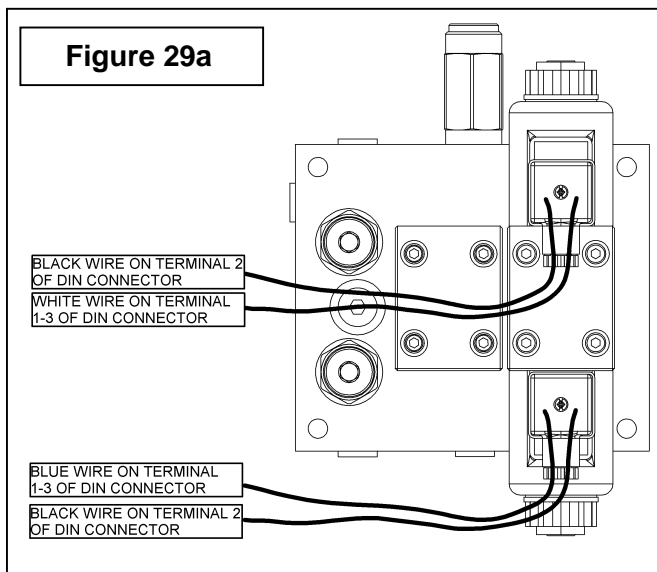 Figure 29a
BLACK WIRE ON TERMINAL 2
OF DIN CONNECTOR
WHITE WIRE ON TERMINAL
1-3 OF DIN CONNECTOR
BLUE WIRE ON TERMINAL
1-3 OF DIN CONNECTOR
BLACK WIRE ON TERMINAL 2
OF DIN CONNECTOR